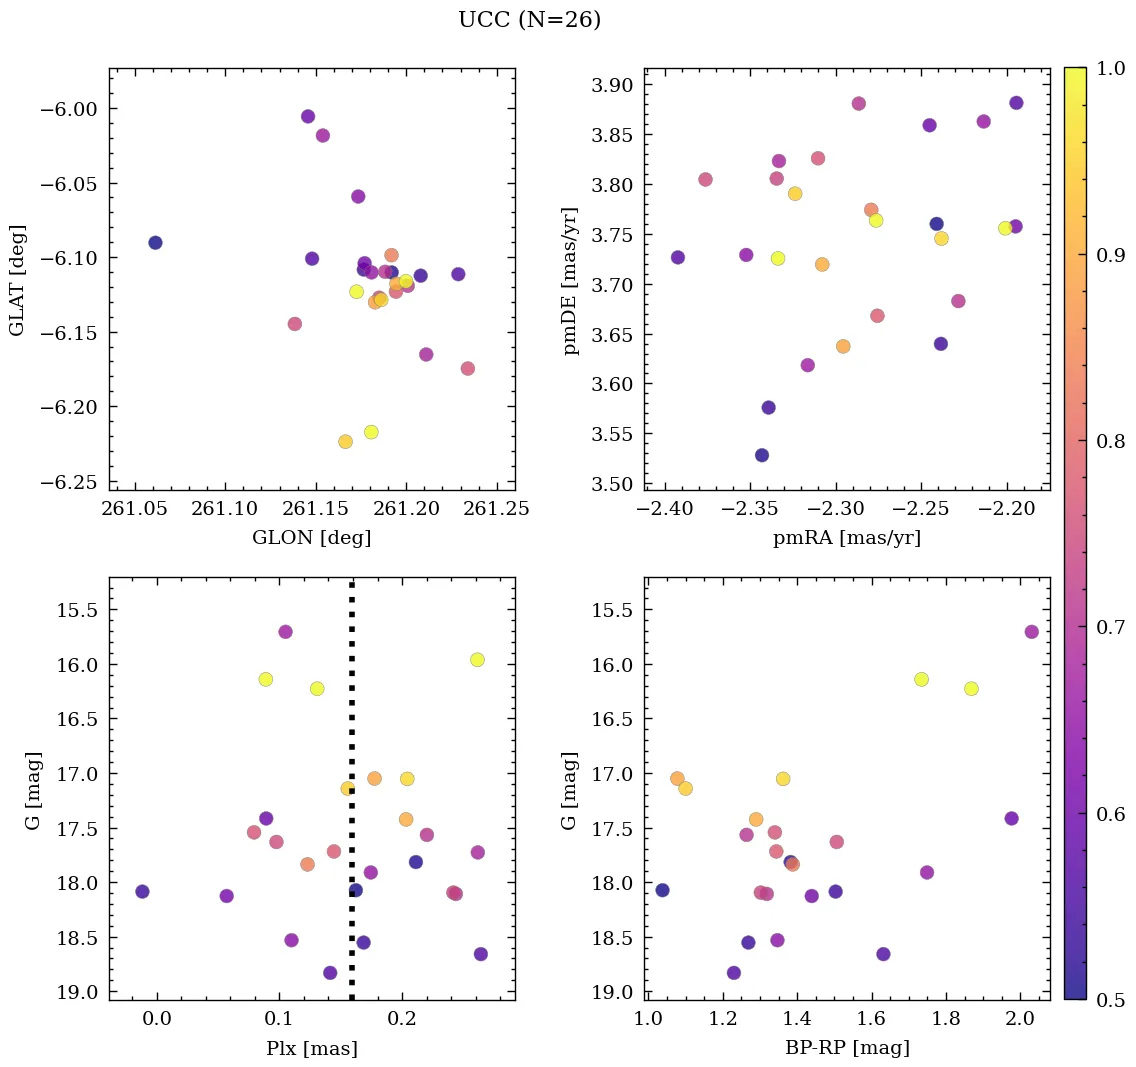 UCC (N=26)
−6.00
−6.05
−6.10
−6.15
−6.20
−6.25
GLAT [deg]
261.05 261.10 261.15 261.20 261.25
GLON [deg]
3.90
3.85
3.80
3.75
3.70
3.65
3.60
3.55
3.50
pmDE [mas/yr]
−2.40 −2.35 −2.30 −2.25 −2.20
pmRA [mas/yr]
15.5
16.0
16.5
17.0
17.5
18.0
18.5
19.0
G [mag]
0.0 0.1 0.2
Plx [mas]
15.5
16.0
16.5
17.0
17.5
18.0
18.5
19.0
G [mag]
1.0 1.2 1.4 1.6 1.8 2.0
BP-RP [mag]
1.0
0.9
0.8
0.7
0.6
0.5